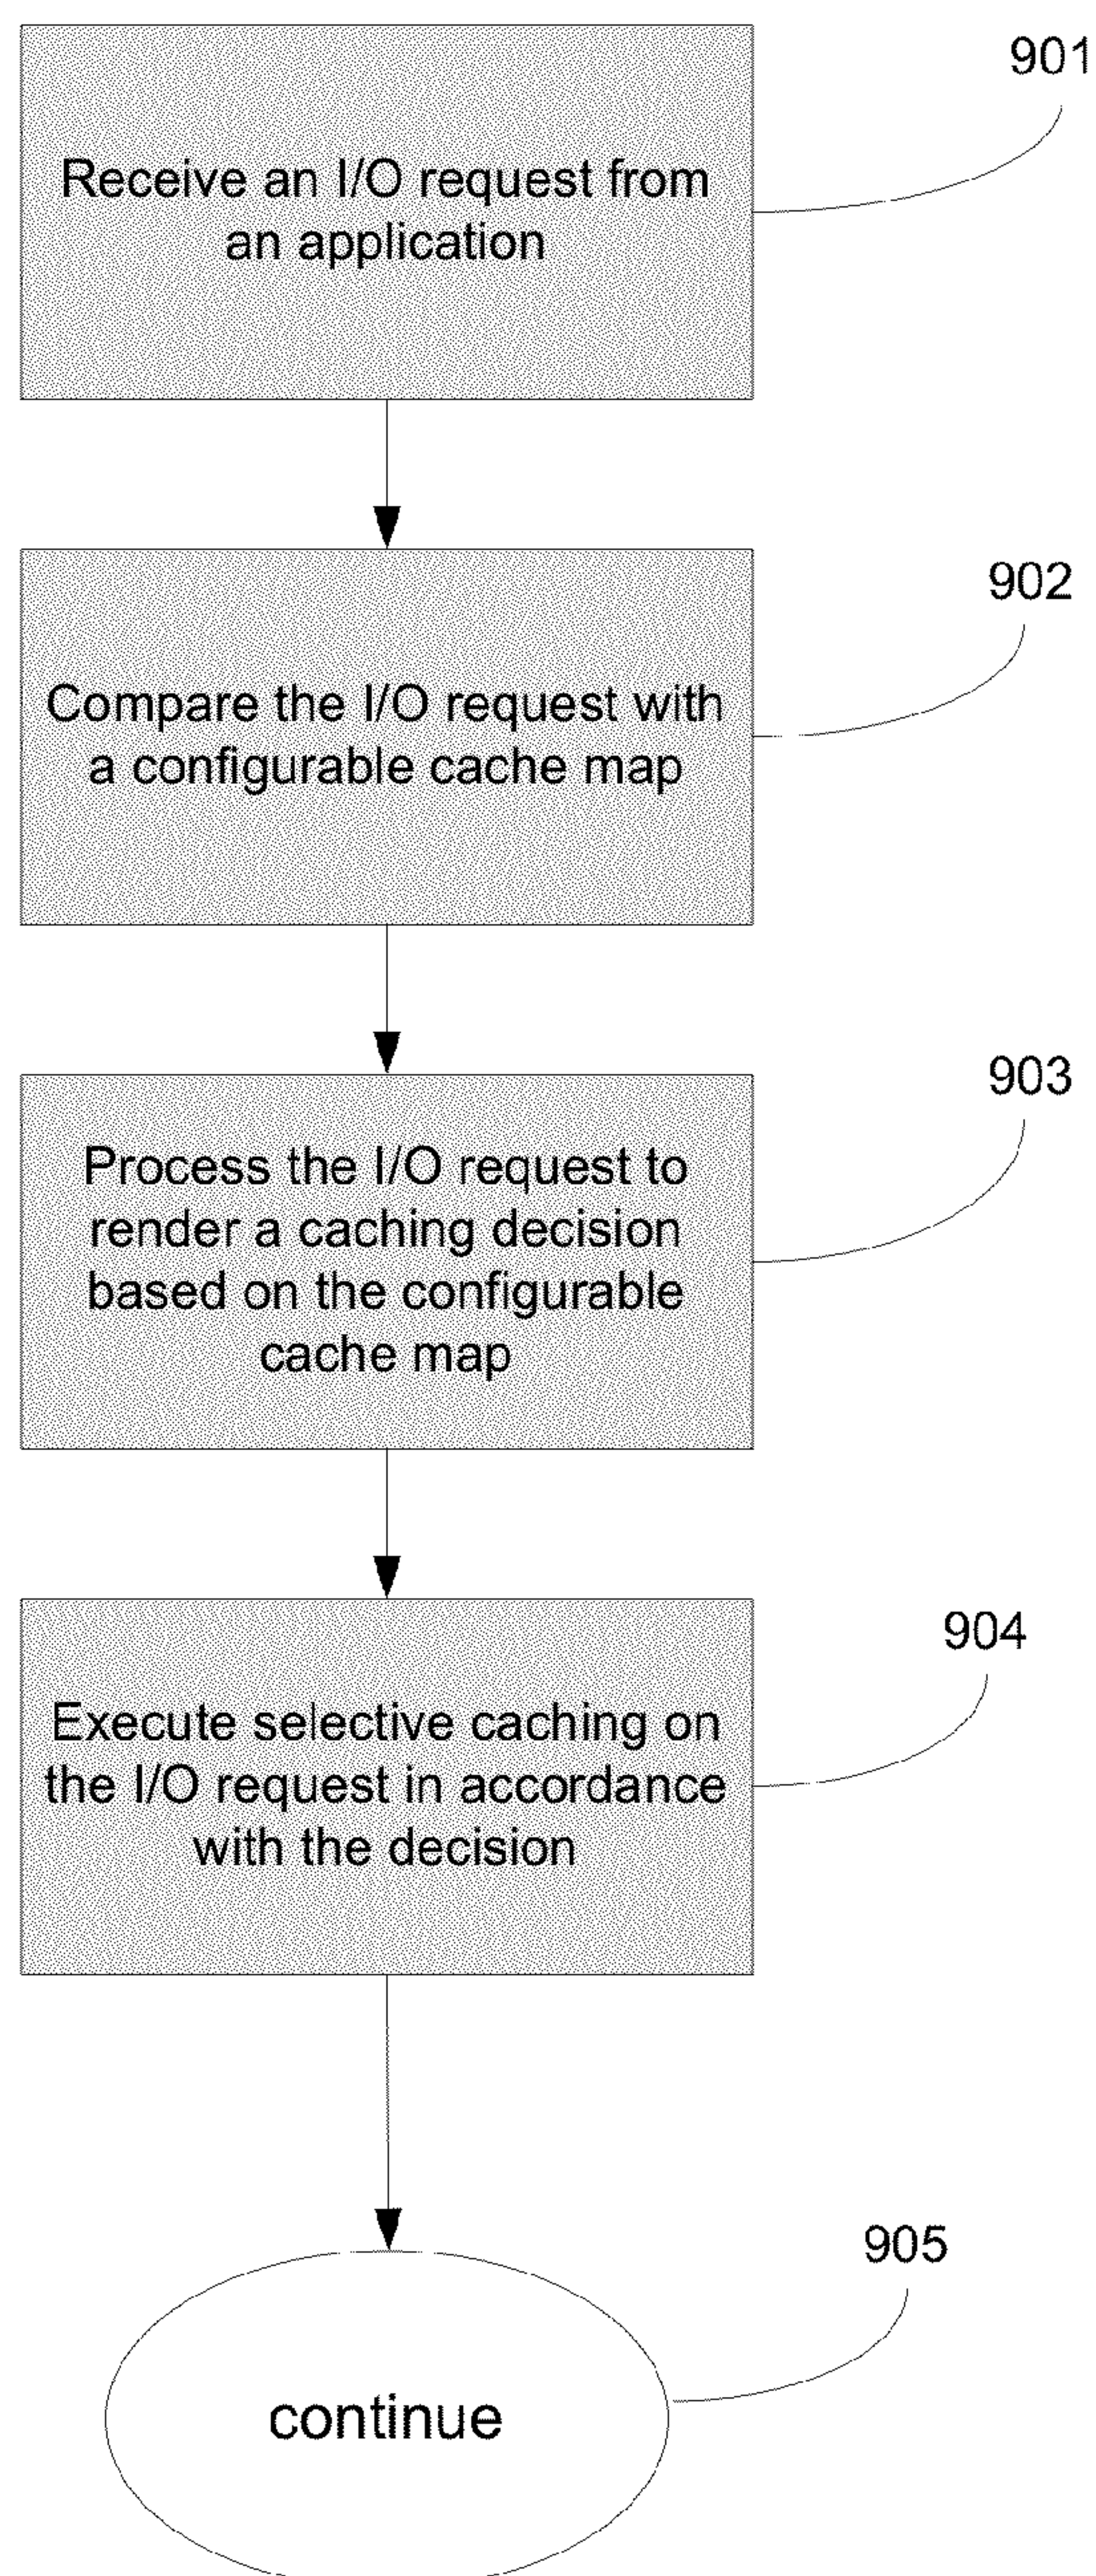 901
Receive an I/O request from
an application
902
Compare the I/O request with
a configurable cache map
903
Process the I/O request to
render a caching decision
based on the configurable
cache map
904
Execute selective caching on
the I/O request in accordance
with the decision
905
continue